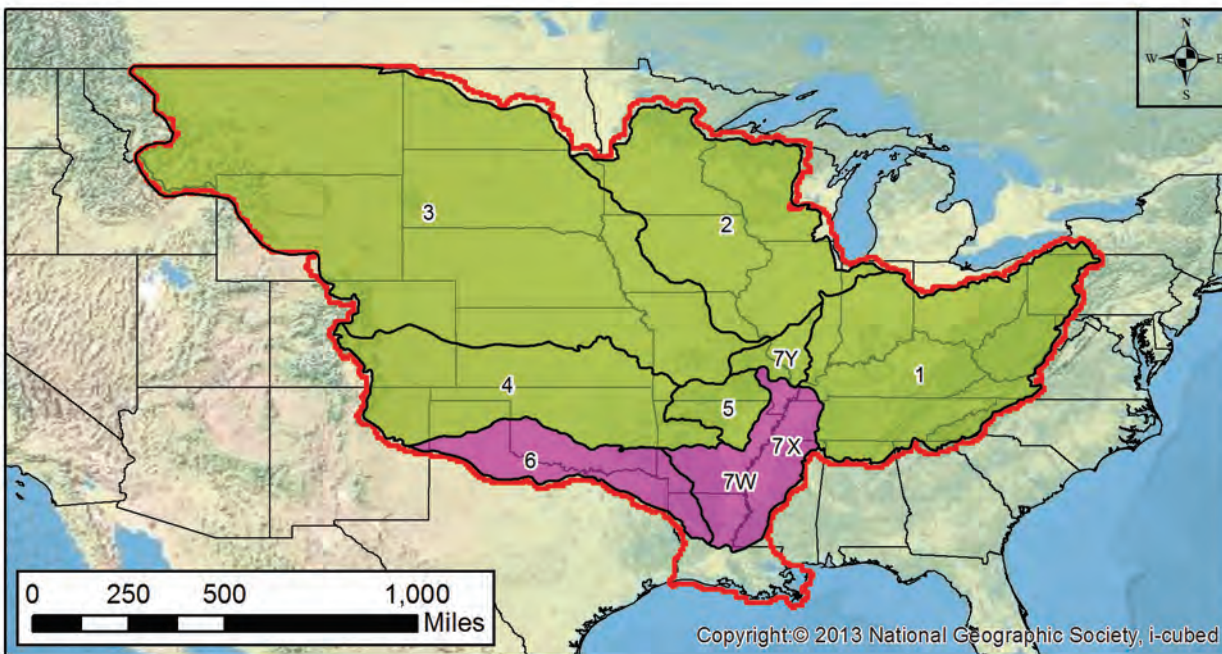 N
W E
S
3
2
1
7Y
4
5
7X
6
7W
0 250 500 1,000
Miles
Copyright:© 2013 National Geographic Society, i-cubed